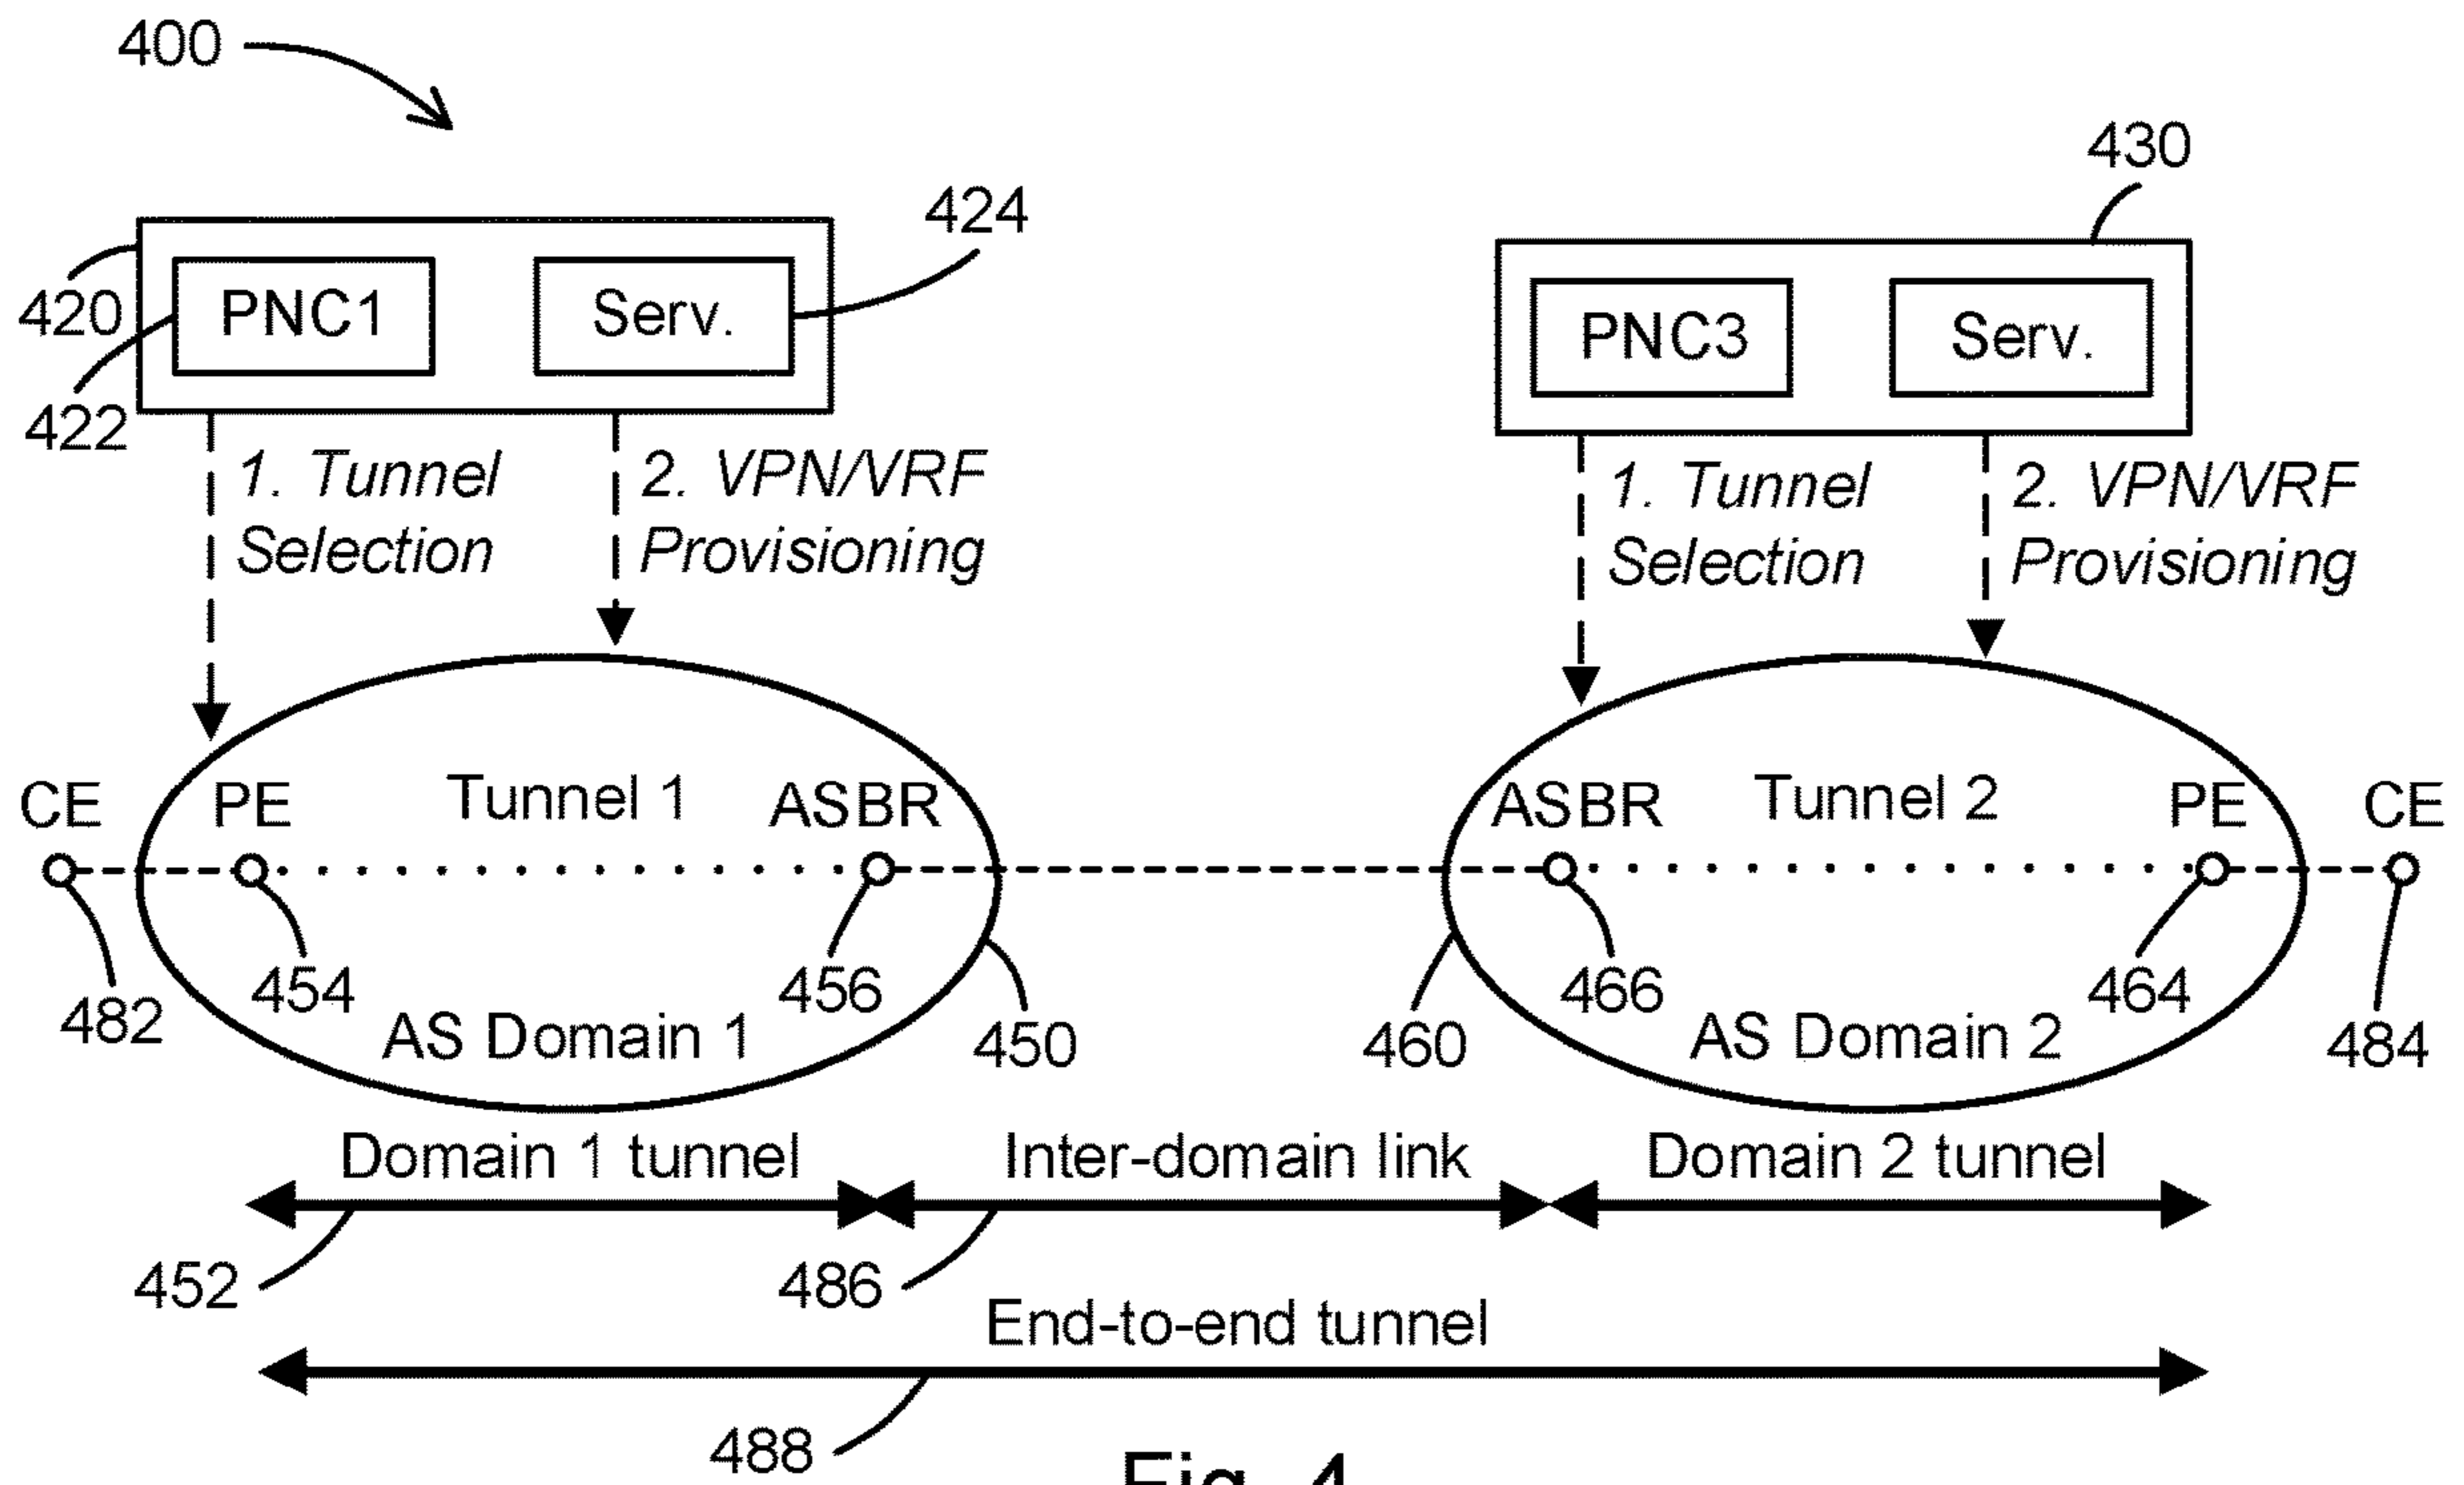 400
430
424
420
PNC1
Serv.
PNC3
Serv.
422
1. Tunnel
Selection
2. VPN/VRF
Provisioning
1. Tunnel
Selection
2. VPN/VRF
Provisioning
CE
PE
Tunnel 1
ASBR
ASBR
Tunnel 2
PE
CE
482
454
456
450
460
466
464
484
AS Domain 1
AS Domain 2
Domain 1 tunnel
Inter-domain link
Domain 2 tunnel
452
486
End-to-end tunnel
488
Fig. 4